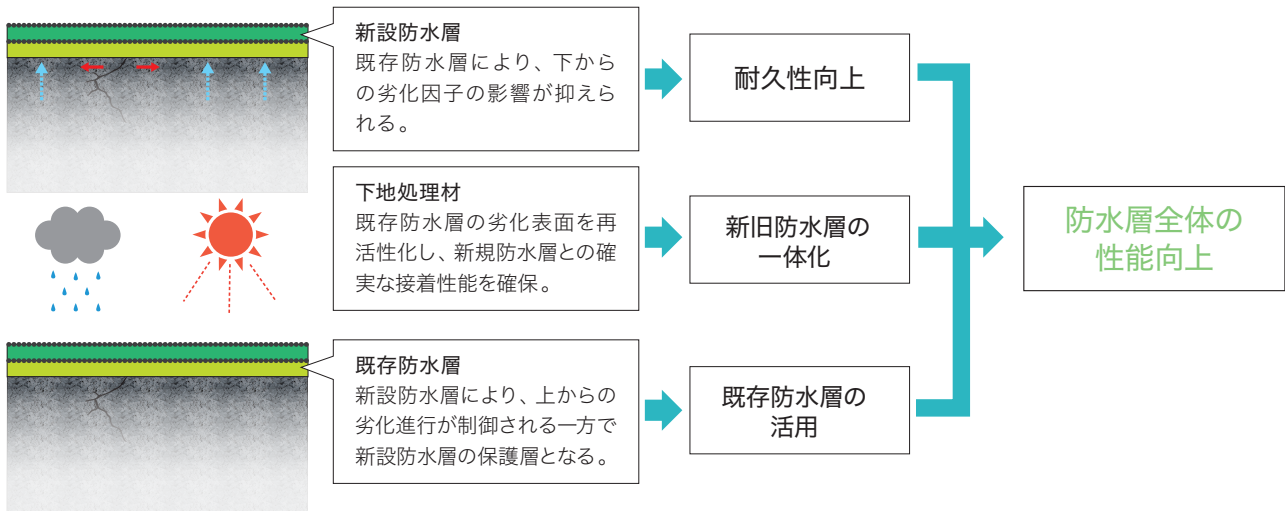 新設防水層
既存防水層により、下から
の劣化因子の影響が抑えら
れる。
耐久性向上
下地処理材
既存防水層の劣化表面を再
活性化し、新規防水層との確
実な接着性能を確保。
新旧防水層の
一体化
防水層全体の
性能向上
既存防水層
新設防水層により、上からの
劣化進行が制御される一方で
新設防水層の保護層となる。
既存防水層の
活用